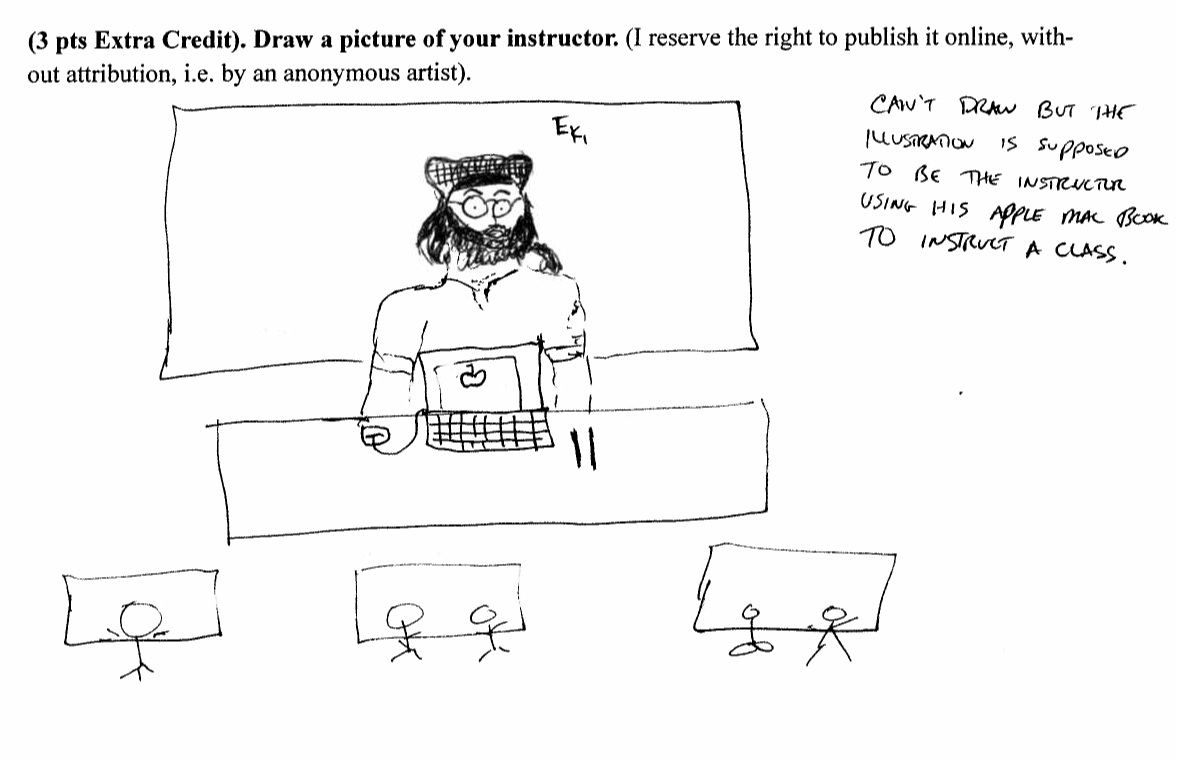 (3 pts Extra Credit). Draw a picture of your instructor. (I reserve the right to publish it online, with-
out attribution, i.e. by an anonymous artist).
CAN'T DRAW BUT THE
ILLUSTRATION IS SUPPOSED
TO BE THE INSTRUCTOR
USING HIS APPLE MAC BOOK
TO INSTRUCT A CLASS.